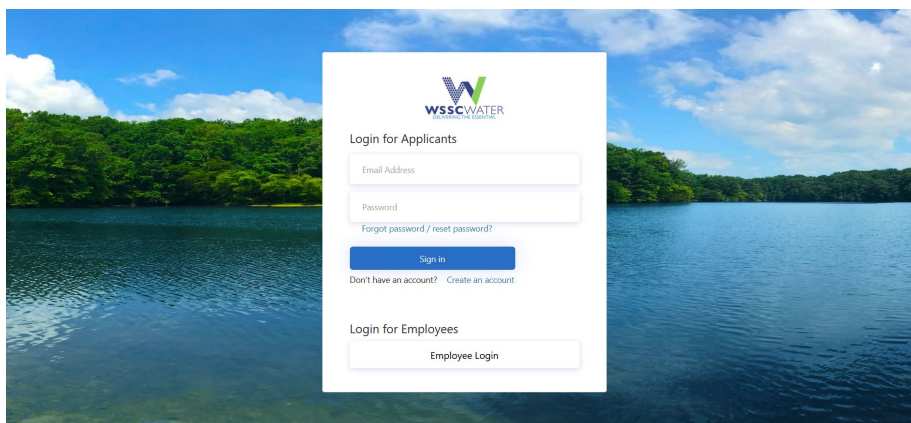 WSSCWATER
DELIVERING THE ESSENTIAL
Login for Applicants
Email Address
Password
Forgot password / reset password?
Sign in
Don't have an account? Create an account
Login for Employees
Employee Login